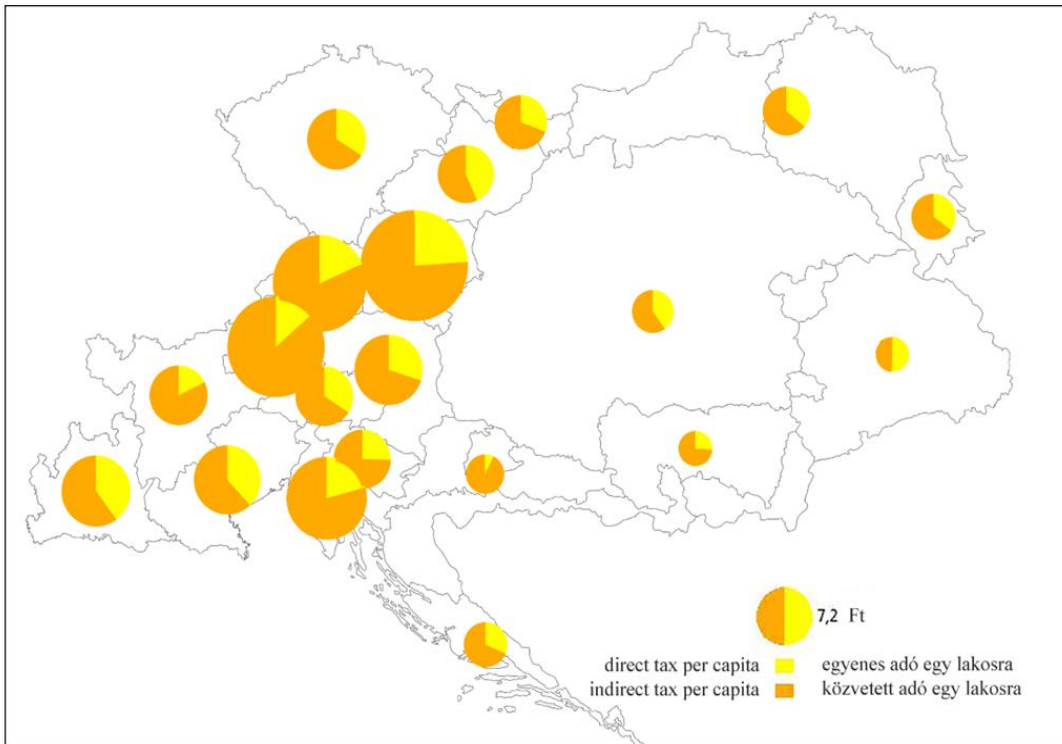 7,2 Ft
direct tax per capita egyenes adó egy lakosra
indirect tax per capita közvetett adó egy lakosra